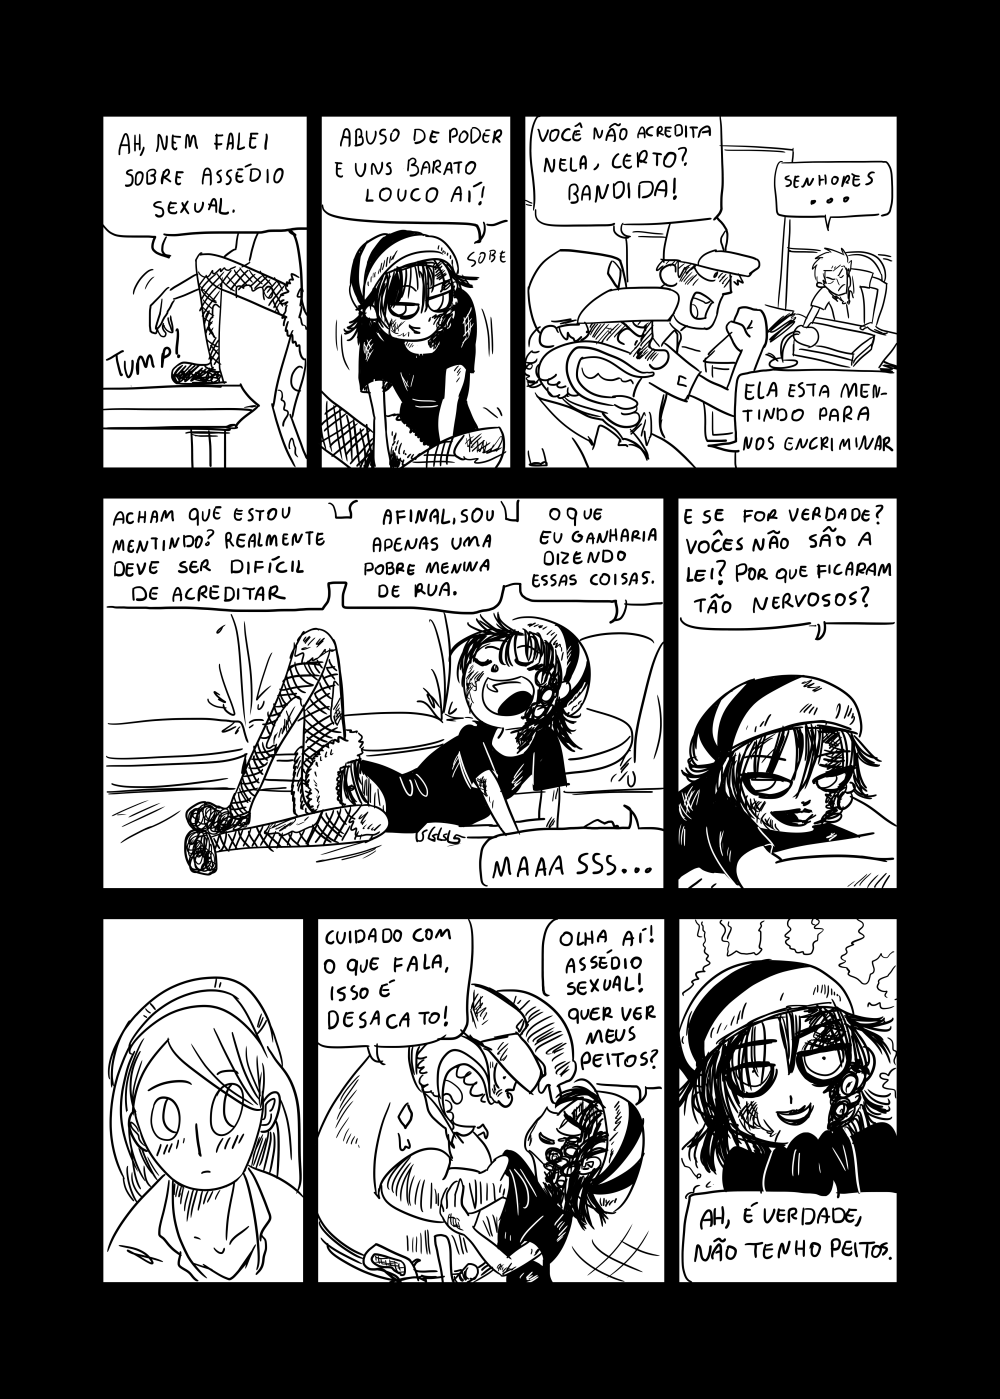 AH, NEM FALEI
SOBRE ASSÉDIO
SEXUAL.
TUMP!
ABUSO DE PODER
E UNS BARATO
LOUCO AÍ!
SOBE
VOCÊ NÃO ACREDITA
NELA, CERTO?
BANDIDA!
SENHORES
...
ELA ESTA MEN-
TINDO PARA
NOS ENCRIMINAR
ACHAM QUE ESTOU
MENTINDO? REALMENTE
DEVE SER DIFÍCIL
DE ACREDITAR
AFINAL, SOU
APENAS UMA
POBRE MENINA
DE RUA.
O QUE
EU GANHARIA
DIZENDO
ESSAS COISAS.
MAAA SSS...
E SE FOR VERDADE?
VOCÊS NÃO SÃO A
LEI? POR QUE FICARAM
TÃO NERVOSOS?
CUIDADO COM
O QUE FALA,
ISSO É
DESACATO!
OLHA AÍ!
ASSÉDIO
SEXUAL!
QUER VER
MEUS
PEITOS?
AH, É VERDADE,
NÃO TENHO PEITOS.